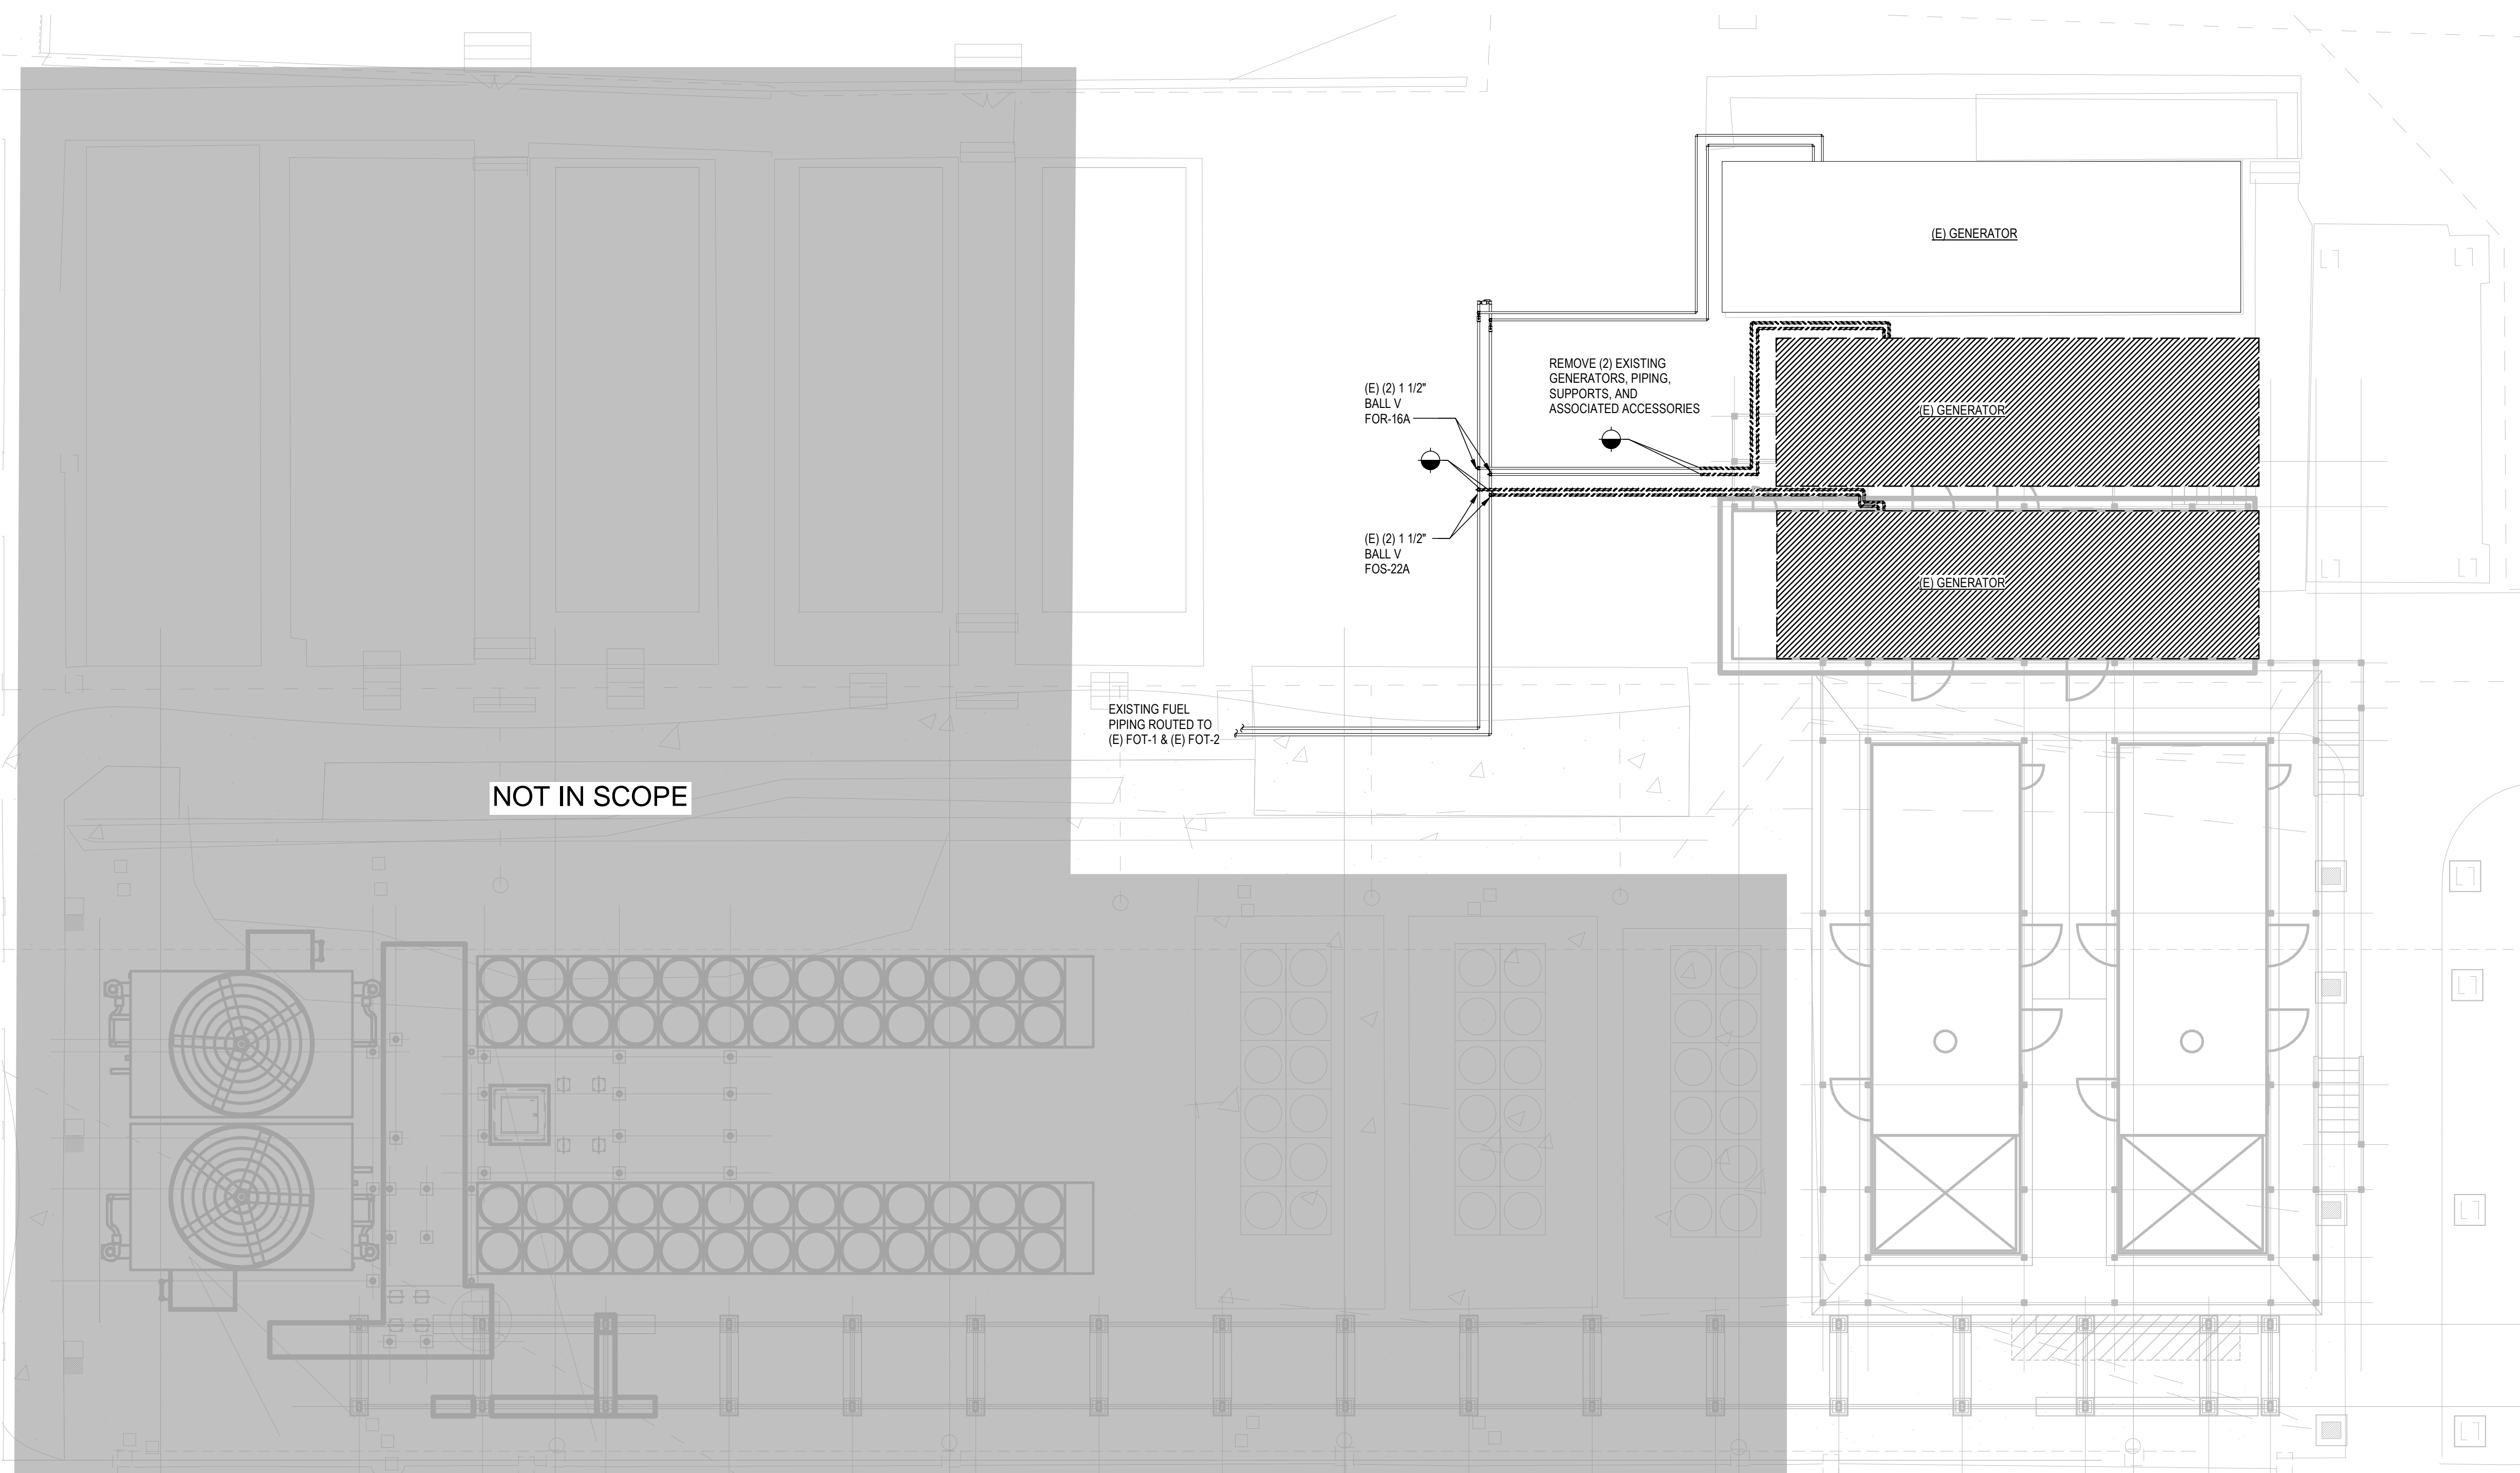 (E) GENERATOR
REMOVE (2) EXISTING
GENERATORS, PIPING,
SUPPORTS, AND
ASSOCIATED ACCESSORIES
(E) (2) 1 1/2"
BALL V
FOR-16A
(E) GENERATOR
(E) (2) 1 1/2"
BALL V
FOS-22A
(E) GENERATOR
EXISTING FUEL
PIPING ROUTED TO
(E) FOT-1 & (E) FOT-2
NOT IN SCOPE